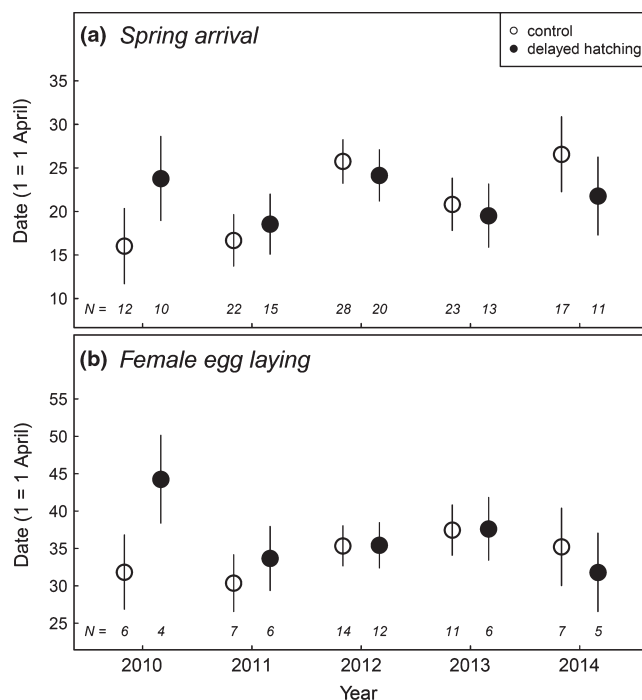 (a) Spring arrival
control
delayed hatching
Date (1 = 1 April)
35
30
25
20
15
10
N = 12 10 22 15 28 20 23 13 17 11
(b) Female egg laying
Date (1 = 1 April)
55
50
45
40
35
30
25
N = 6 4 7 6 14 12 11 6 7 5
2010 2011 2012 2013 2014
Year